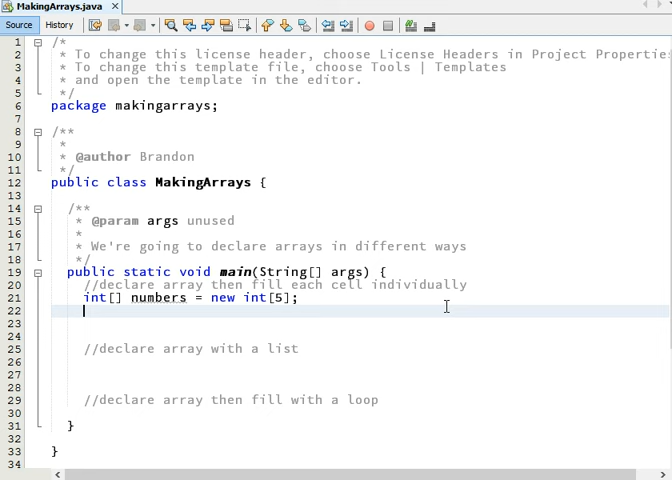 MakingArrays.java
Source History
1 /*
2 * To change this license header, choose License Headers in Project Properties
3 * To change this template file, choose Tools | Templates
4 * and open the template in the editor.
5 */
6 package makingarrays;
7
8 /**
9 *
10 * @author Brandon
11 */
12 public class MakingArrays {
13
14 /**
15 * @param args unused
16 *
17 * We're going to declare arrays in different ways
18 */
19 public static void main(String[] args) {
20 //declare array then fill each cell individually
21 int[] numbers = new int[5];
22
23
24
25 //declare array with a list
26
27
28
29 //declare array then fill with a loop
30
31 }
32
33 }
34